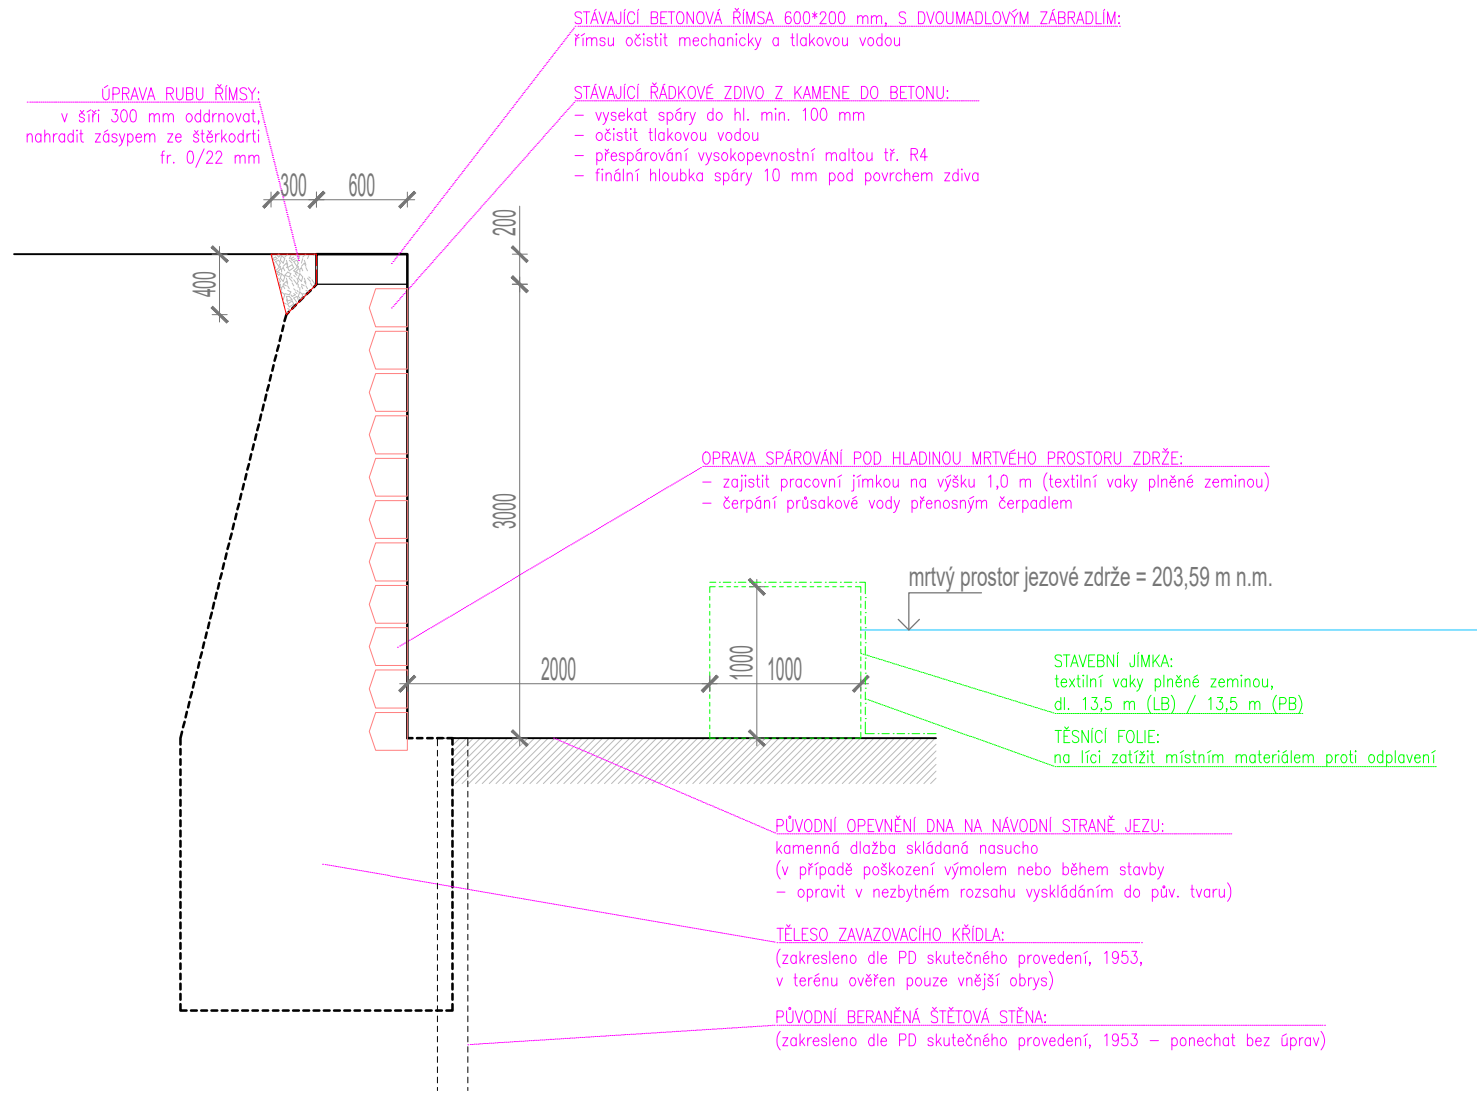 STÁVAJÍCÍ BETONOVÁ ŘÍMSA 600*200 mm, S DVOUMADLOVÝM ZÁBRADLÍM:
římsu očistit mechanicky a tlakovou vodou
ÚPRAVA RUBU ŘÍMSY:
v šíři 300 mm oddrnovat,
nahradit zásypem ze štěrkodrti
fr. 0/22 mm
STÁVAJÍCÍ ŘÁDKOVÉ ZDIVO Z KAMENE DO BETONU:
– vysekat spáry do hl. min. 100 mm
– očistit tlakovou vodou
– přespárování vysokopevnostní maltou tř. R4
– finální hloubka spáry 10 mm pod povrchem zdiva
300
600
200
400
3000
OPRAVA SPÁROVÁNÍ POD HLADINOU MRTVÉHO PROSTORU ZDRŽE:
– zajistit pracovní jímkou na výšku 1,0 m (textilní vaky plněné zeminou)
– čerpání průsakové vody přenosným čerpadlem
mrtvý prostor jezové zdrže = 203,59 m n.m.
2000
1000
1000
STAVEBNÍ JÍMKA:
textilní vaky plněné zeminou,
dl. 13,5 m (LB) / 13,5 m (PB)
TĚSNÍCÍ FOLIE:
na líci zatížit místním materiálem proti odplavení
PŮVODNÍ OPEVNĚNÍ DNA NA NÁVODNÍ STRANĚ JEZU:
kamenná dlažba skládaná nasucho
(v případě poškození výmolem nebo během stavby
– opravit v nezbytném rozsahu vyskládáním do pův. tvaru)
TĚLESO ZAVAZOVACÍHO KŘÍDLA:
(zakresleno dle PD skutečného provedení, 1953,
v terénu ověřen pouze vnější obrys)
PŮVODNÍ BERANĚNÁ ŠTĚTOVÁ STĚNA:
(zakresleno dle PD skutečného provedení, 1953 – ponechat bez úprav)